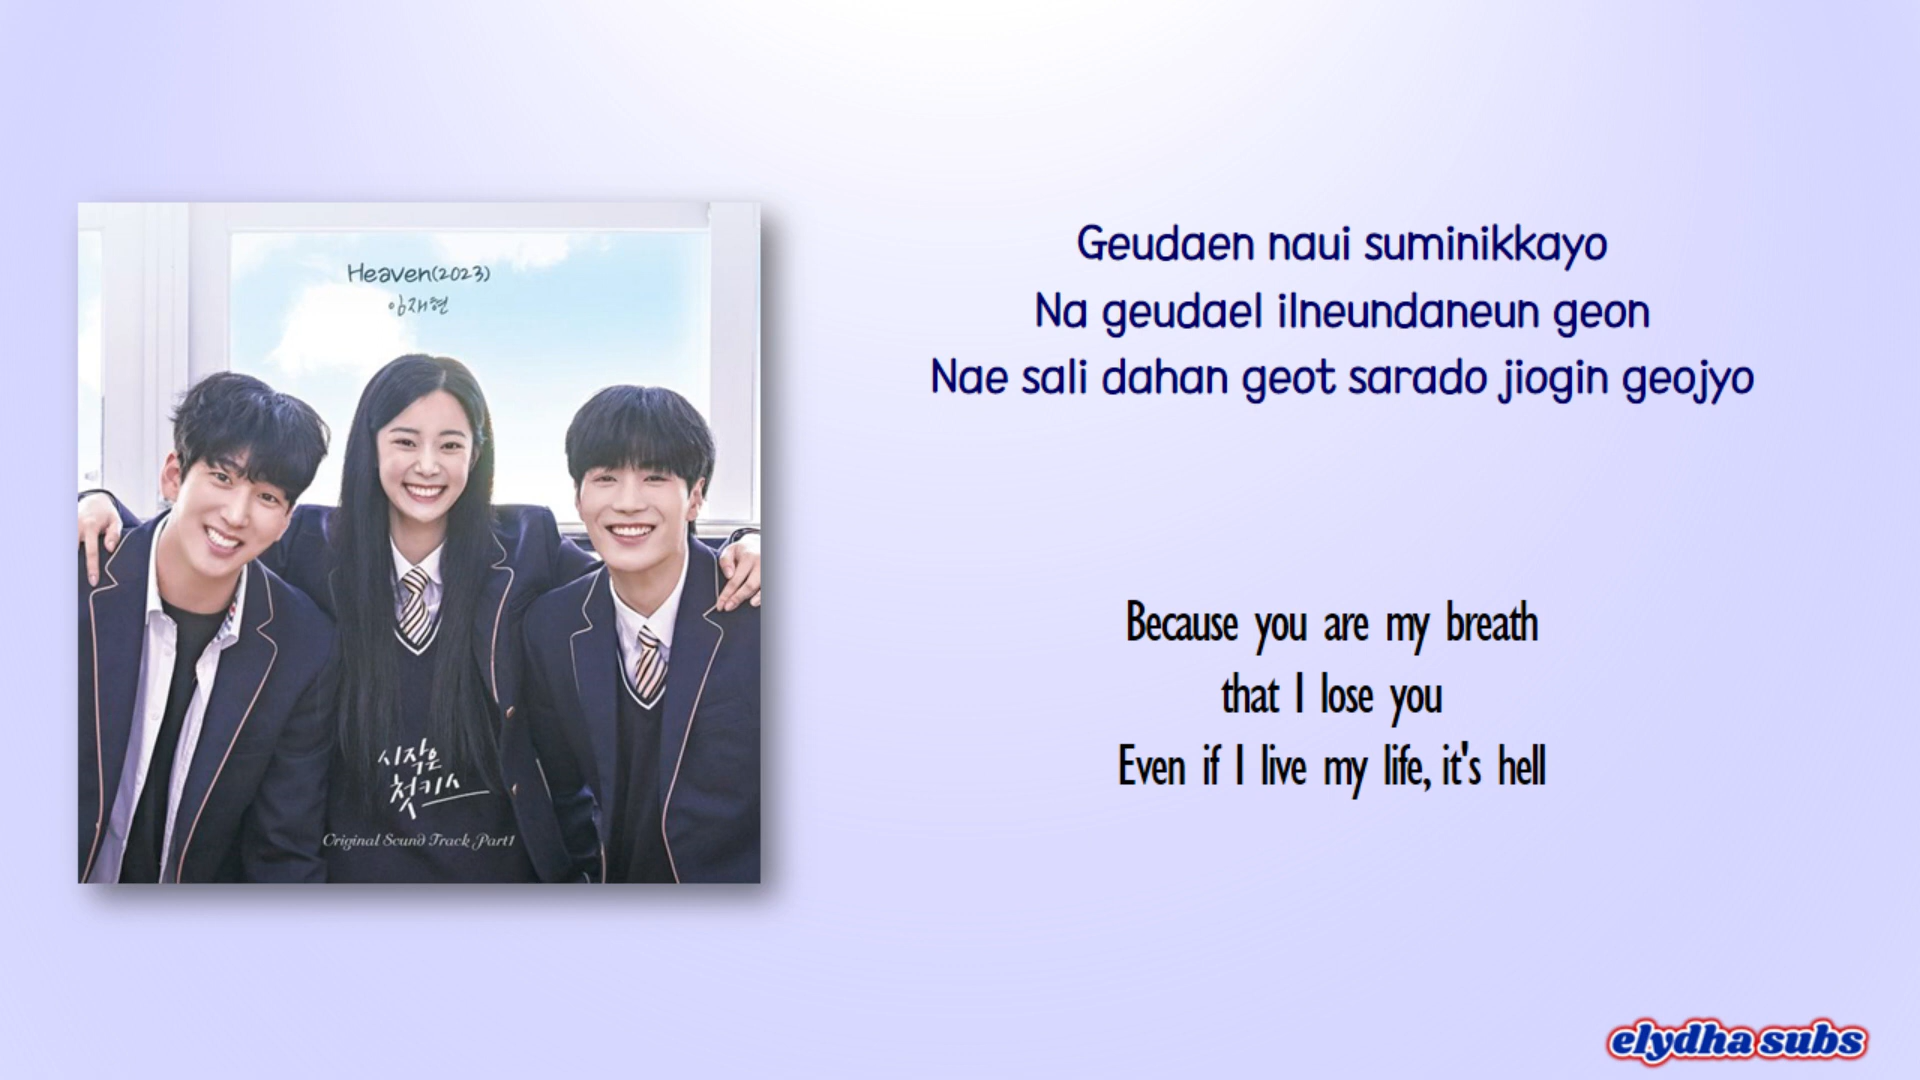 Heaven(2023)
임재현
시작은
첫키스
Original Sound Track Part1
Geudaen naui suminikkayo
Na geudael ilneundaneun geon
Nae sali dahan geot sarado jiogin geojyo
Because you are my breath
that I lose you
Even if I live my life, it's hell
elydha subs